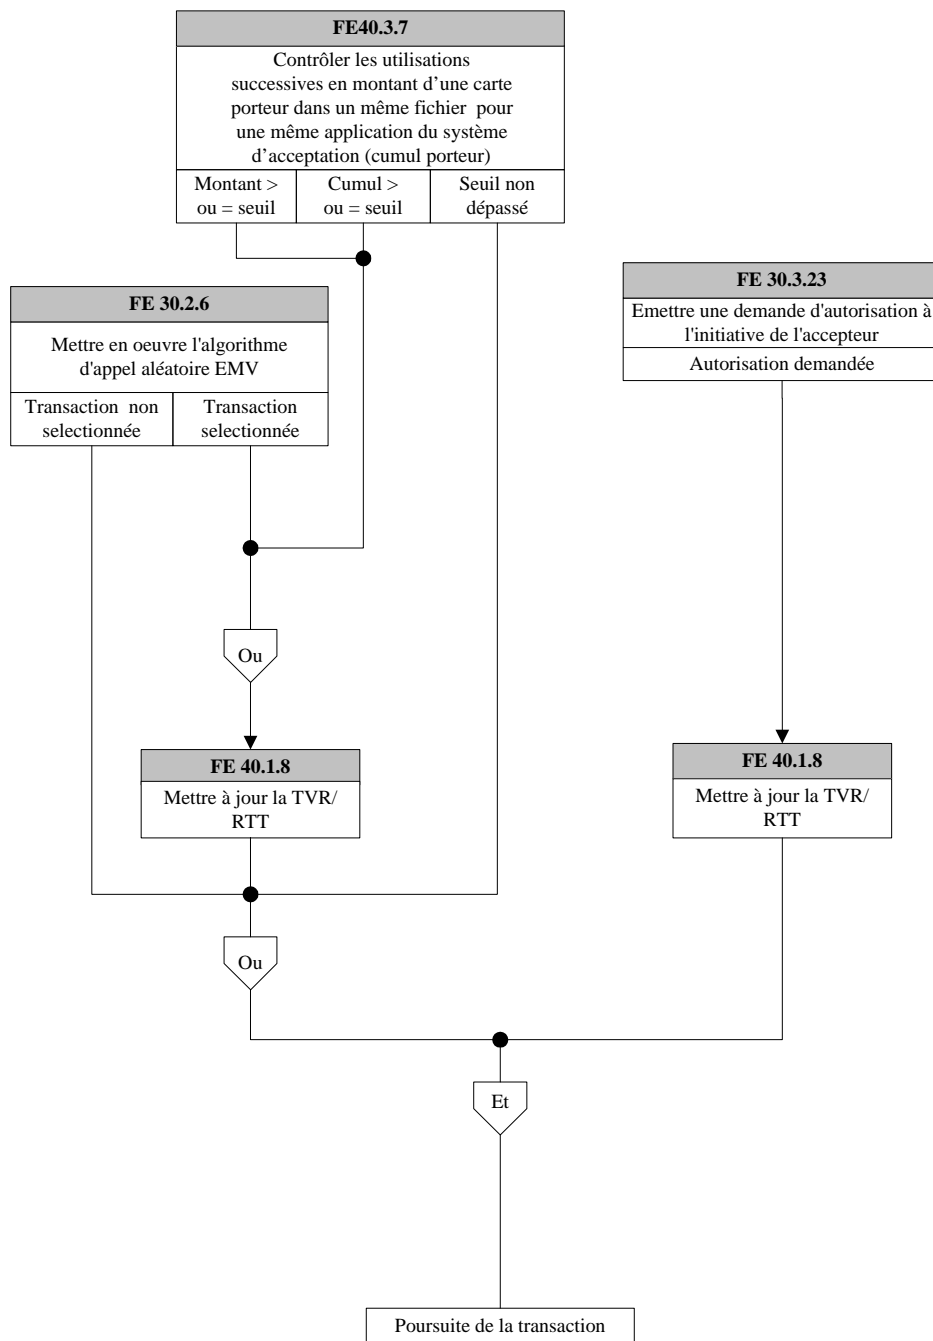 FE40.3.7
Contrôler les utilisations
successives en montant d’une carte
porteur dans un même fichier pour
une même application du système
d’acceptation (cumul porteur)
Montant >
ou = seuil
Cumul >
ou = seuil
Seuil non
dépassé
FE 30.2.6
Mettre en oeuvre l'algorithme
d'appel aléatoire EMV
Transaction non
selectionnée
Transaction
selectionnée
FE 30.3.23
Emettre une demande d'autorisation à
l'initiative de l'accepteur
Autorisation demandée
Ou
FE 40.1.8
Mettre à jour la TVR/
RTT
FE 40.1.8
Mettre à jour la TVR/
RTT
Ou
Et
Poursuite de la transaction